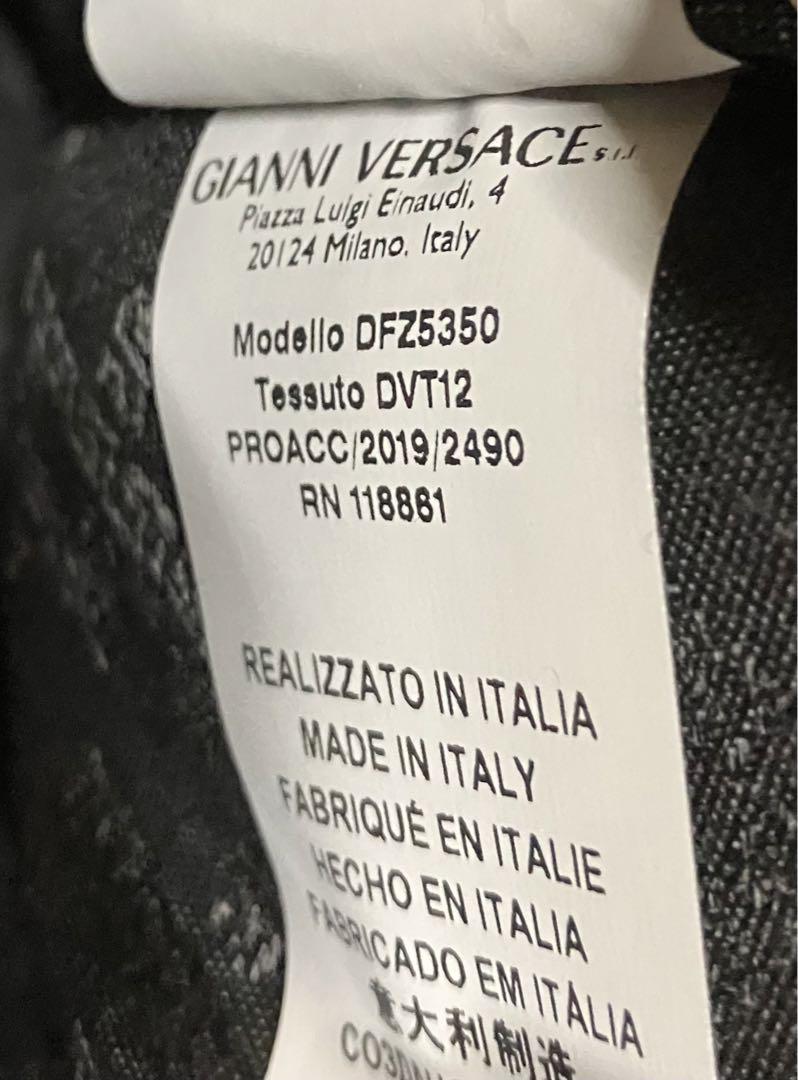 GIANNI VERSACE s.r.l
Piazza Luigi Einaudi, 4
20124 Milano, Italy
Modello DFZ5350
Tessuto DVT12
PROACC/2019/2490
RN 118861
REALIZZATO IN ITALIA
MADE IN ITALY
FABRIQUÉ EN ITALIE
HECHO EN ITALIA
FABRICADO EM ITÁLIA
意大利制造